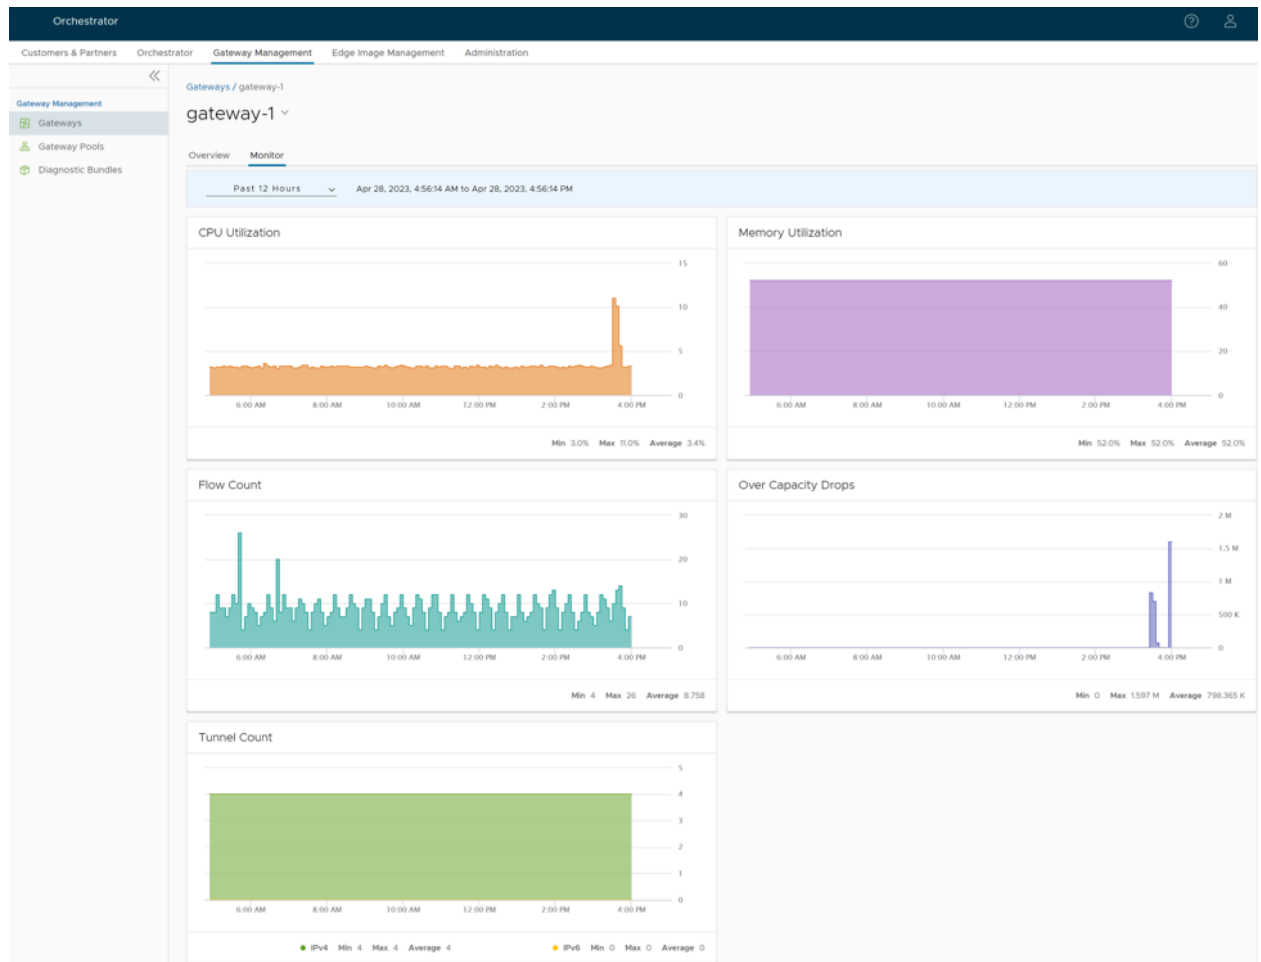 Orchestrator
Customers & Partners Orchestrator Gateway Management Edge Image Management Administration
Gateway Management
Gateways
Gateway Pools
Diagnostic Bundles
Gateways / gateway-1
gateway-1
Overview Monitor
Past 12 Hours Apr 28, 2023, 4:56:14 AM to Apr 28, 2023, 4:56:14 PM
CPU Utilization
15
10
5
0
6:00 AM 8:00 AM 10:00 AM 12:00 PM 2:00 PM 4:00 PM
Min 3.0% Max 11.0% Average 3.4%
Memory Utilization
60
40
20
0
6:00 AM 8:00 AM 10:00 AM 12:00 PM 2:00 PM 4:00 PM
Min 52.0% Max 52.0% Average 52.0%
Flow Count
30
20
10
0
6:00 AM 8:00 AM 10:00 AM 12:00 PM 2:00 PM 4:00 PM
Min 4 Max 26 Average 8.758
Over Capacity Drops
2 M
1.5 M
1 M
500 K
0
6:00 AM 8:00 AM 10:00 AM 12:00 PM 2:00 PM 4:00 PM
Min 0 Max 1.597 M Average 798.365 K
Tunnel Count
5
4
3
2
1
0
6:00 AM 8:00 AM 10:00 AM 12:00 PM 2:00 PM 4:00 PM
IPv4 Min 4 Max 4 Average 4 IPv6 Min 0 Max 0 Average 0